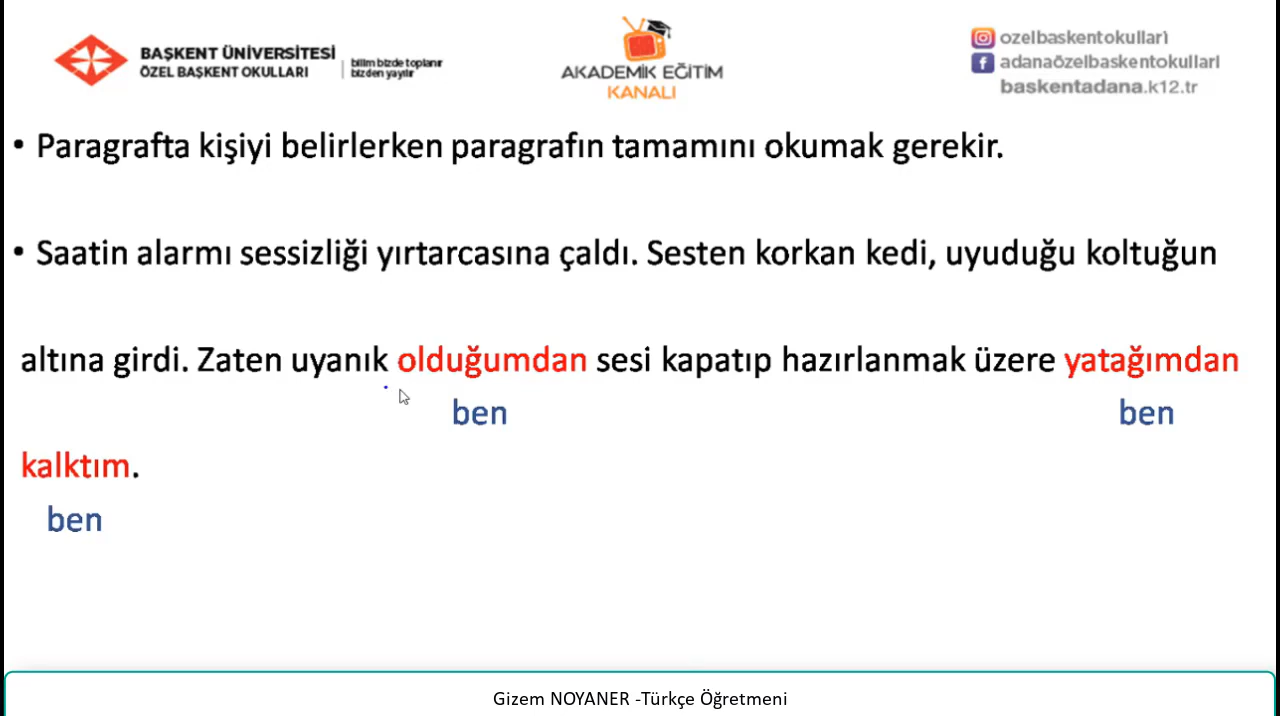 BAŞKENT ÜNİVERSİTESİ
ÖZEL BAŞKENT OKULLARI
bilim bizde toplanır
bizden yayılır
AKADEMİK EĞİTİM
KANALI
ozelbaskentokullari
adanaözelbaskentokullarI
baskentadana.k12.tr
• Paragrafta kişiyi belirlerken paragrafın tamamını okumak gerekir.
• Saatin alarmı sessizliği yırtarcasına çaldı. Sesten korkan kedi, uyuduğu koltuğun
altına girdi. Zaten uyanık olduğumdan sesi kapatıp hazırlanmak üzere yatağımdan
ben ben
kalktım.
ben
Gizem NOYANER -Türkçe Öğretmeni